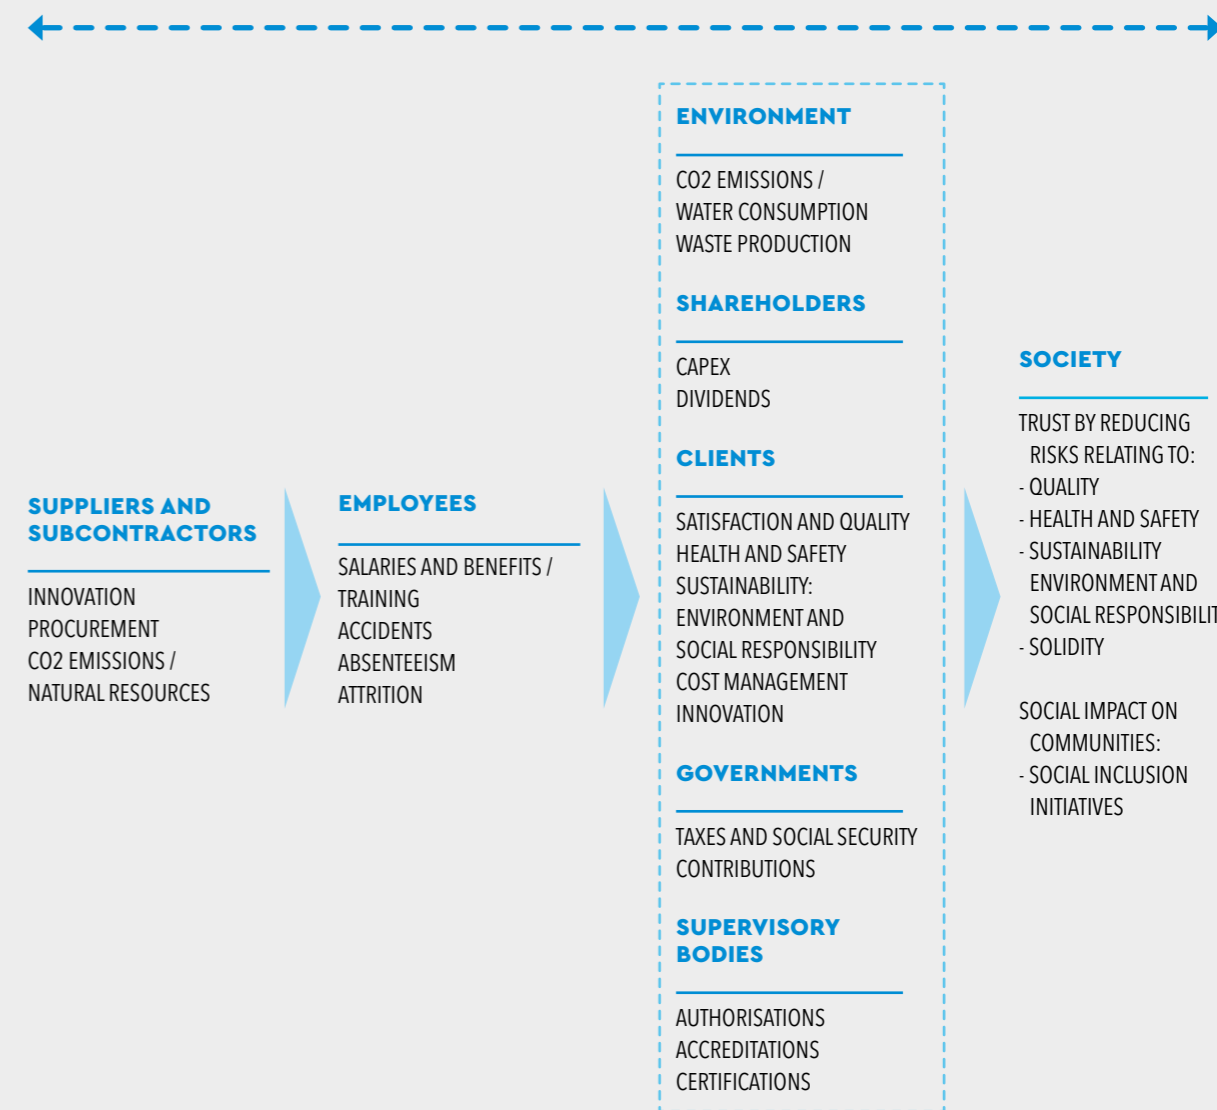 SUPPLIERS AND
SUBCONTRACTORS
INNOVATION
PROCUREMENT
CO2 EMISSIONS /
NATURAL RESOURCES
EMPLOYEES
SALARIES AND BENEFITS /
TRAINING
ACCIDENTS
ABSENTEEISM
ATTRITION
ENVIRONMENT
CO2 EMISSIONS /
WATER CONSUMPTION
WASTE PRODUCTION
SHAREHOLDERS
CAPEX
DIVIDENDS
CLIENTS
SATISFACTION AND QUALITY
HEALTH AND SAFETY
SUSTAINABILITY:
ENVIRONMENT AND
SOCIAL RESPONSIBILITY
COST MANAGEMENT
INNOVATION
GOVERNMENTS
TAXES AND SOCIAL SECURITY
CONTRIBUTIONS
SUPERVISORY
BODIES
AUTHORISATIONS
ACCREDITATIONS
CERTIFICATIONS
SOCIETY
TRUST BY REDUCING
RISKS RELATING TO:
- QUALITY
- HEALTH AND SAFETY
- SUSTAINABILITY
ENVIRONMENT AND
SOCIAL
- SOLIDITY
SOCIAL IMPACT ON
COMMUNITIES:
- SOCIAL INCLUSION
INITIATIVES